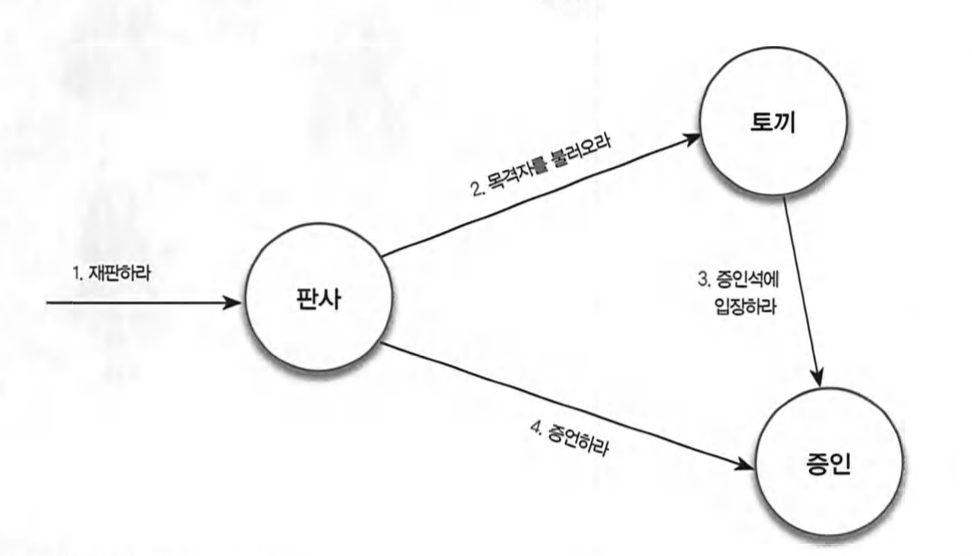 토끼
2. 목격자를 불러오라
1. 재판하라
판사
3. 증인석에
입장하라
4. 증언하라
증인